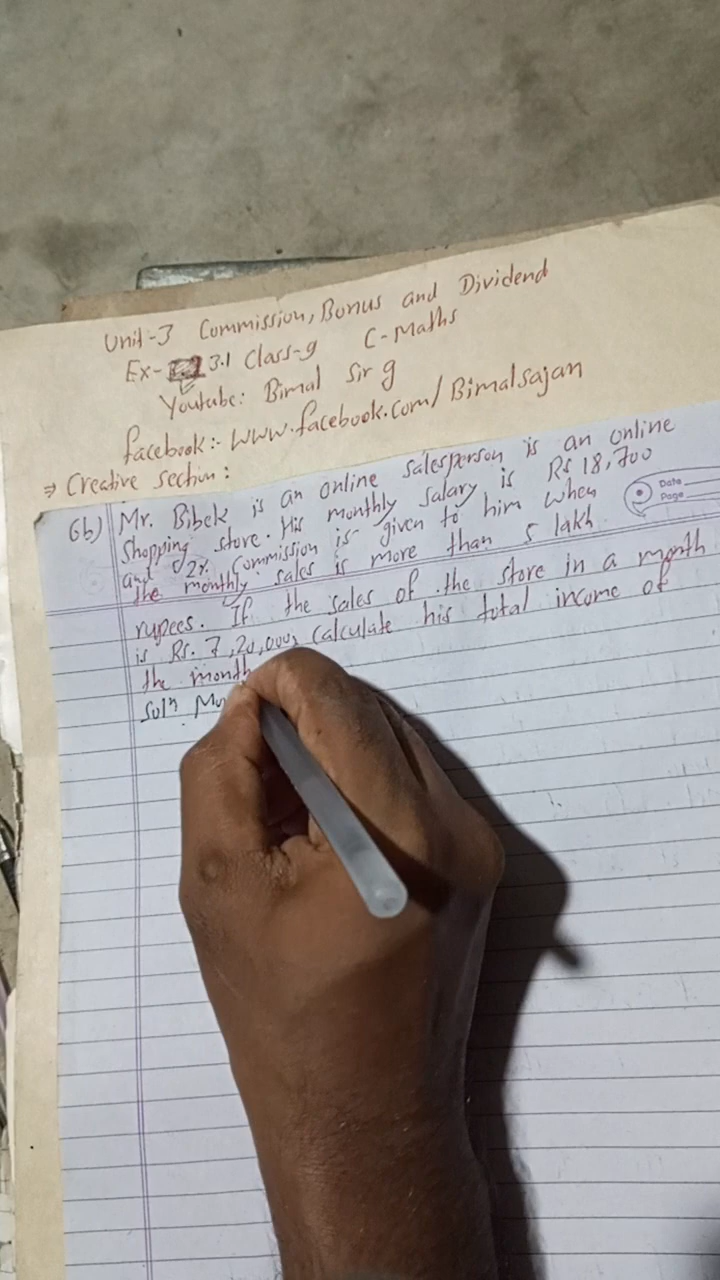 Unit-3 Commission, Bonus and Dividend
Ex- 3.1 Class-9 C-Maths
Youtube: Bimal Sir g
facebook:- www.facebook.com/Bimalsajan
⇒ Creative section:
6b) Mr. Bibek is an online salesperson is an online
Shopping store. His monthly salary is Rs 18,700
and 2% Commission is given to him when
the monthly sales is more than 5 lakh
Date
Page
rupees. If the sales of the store in a month
is Rs. 7,20,000, Calculate his total income of
the month
Solⁿ